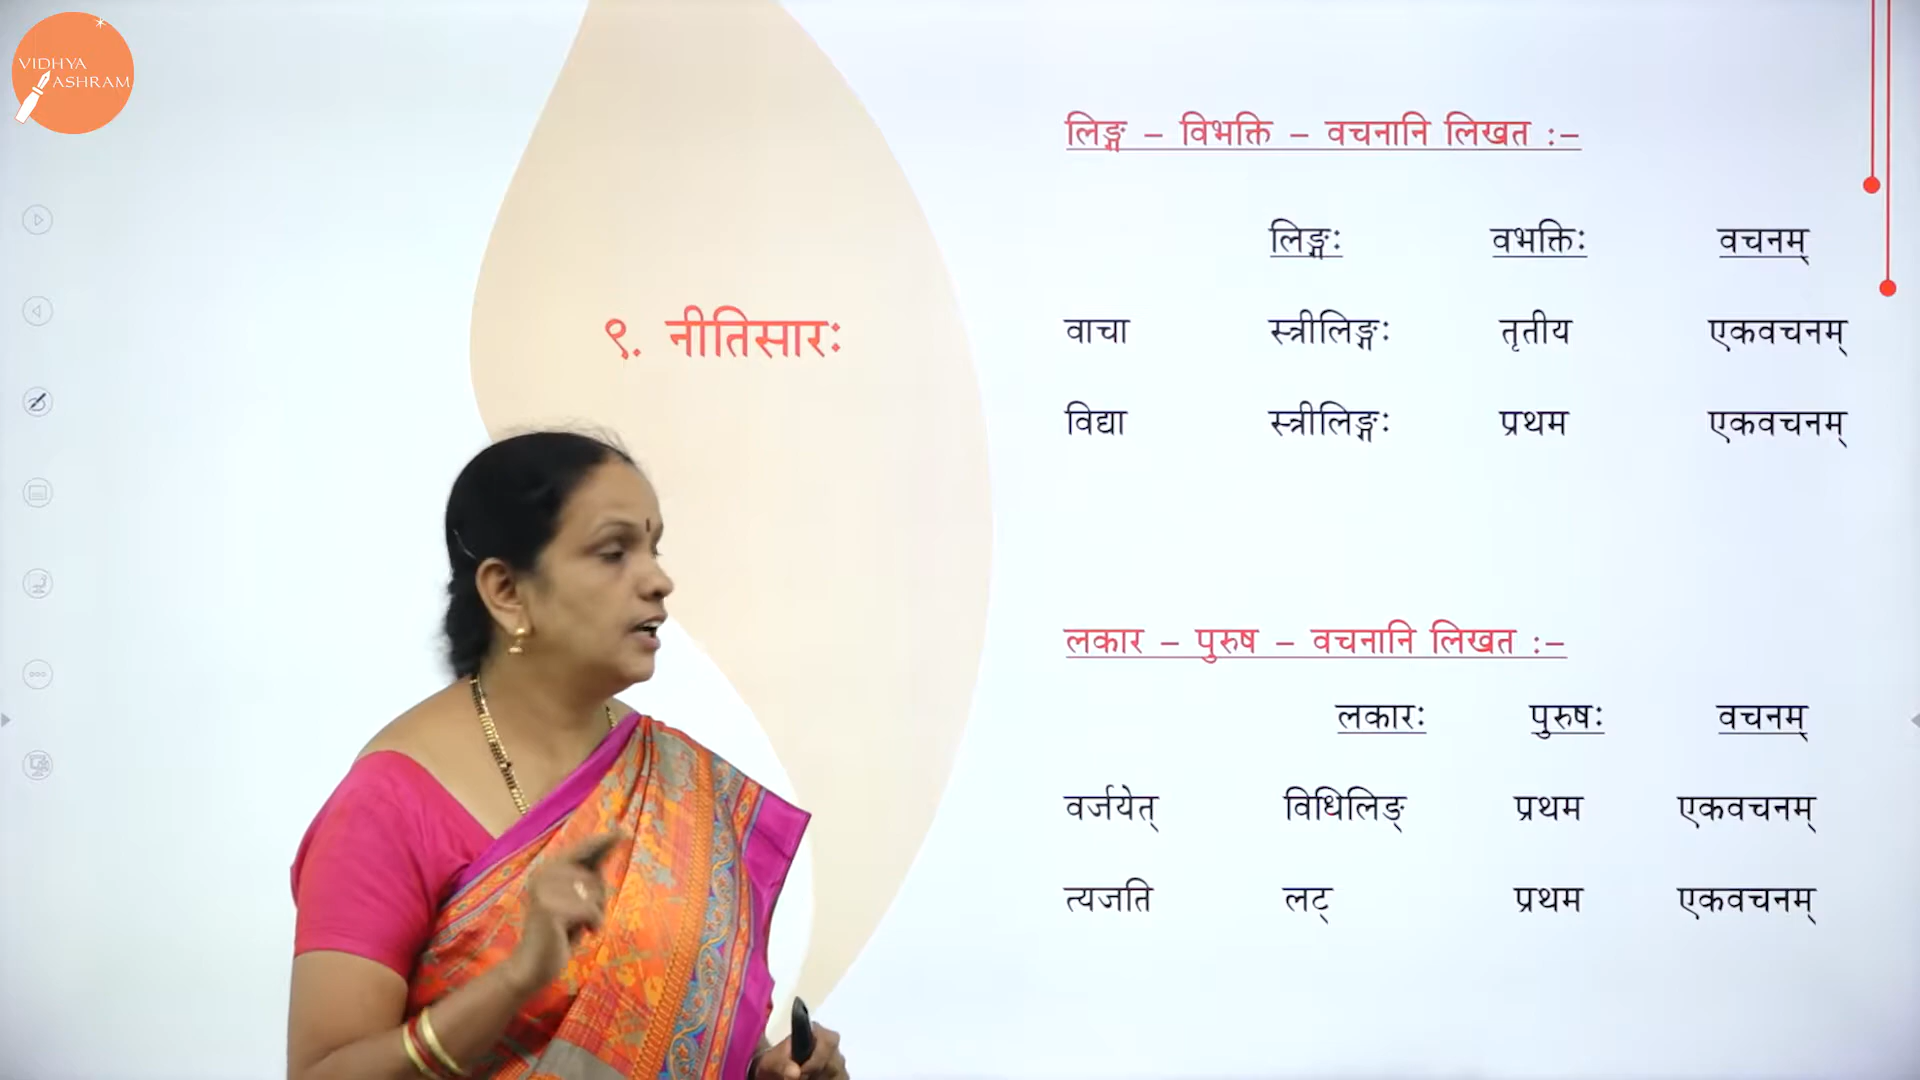 VIDHYA
ASHRAM
९. नीतिसारः
लिङ्ग – विभक्ति – वचनानि लिखत :–
लिङ्गः वभक्तिः वचनम्
वाचा स्त्रीलिङ्गः तृतीय एकवचनम्
विद्या स्त्रीलिङ्गः प्रथम एकवचनम्
लकार – पुरुष – वचनानि लिखत :–
लकारः पुरुषः वचनम्
वर्जयेत् विधिलिङ् प्रथम एकवचनम्
त्यजति लट् प्रथम एकवचनम्